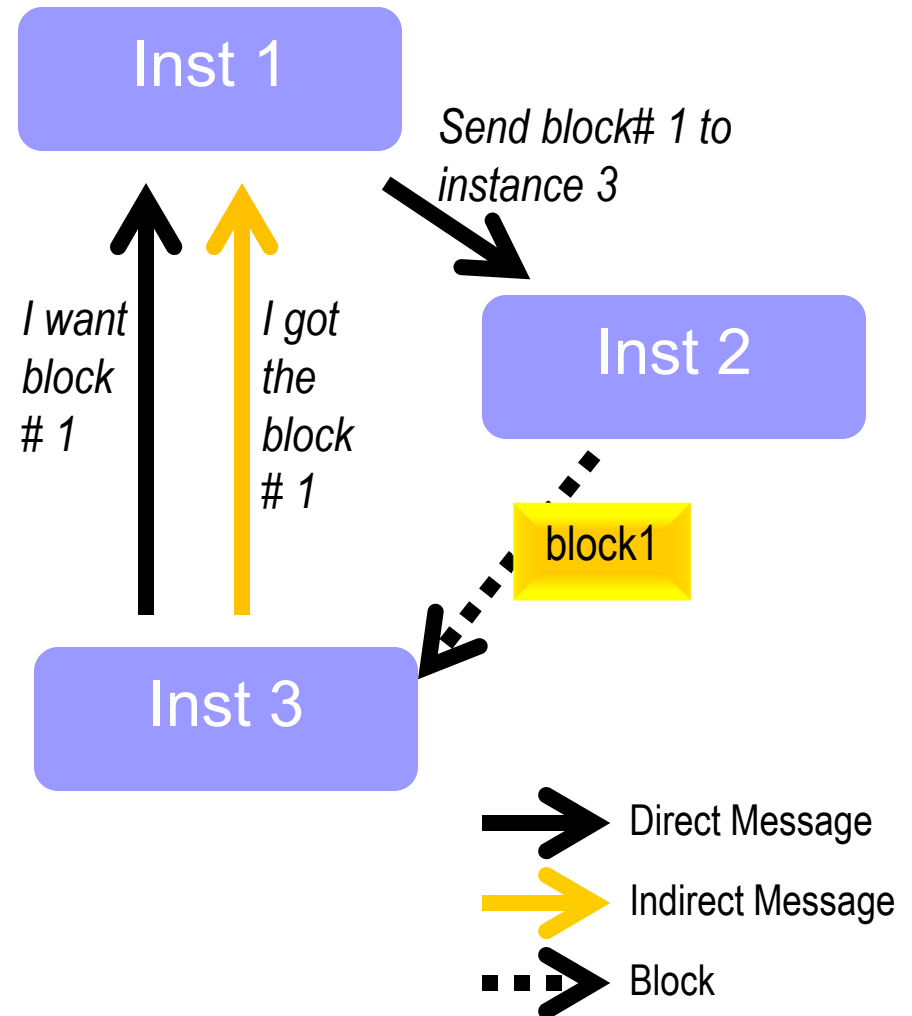 Inst 1
Send block# 1 to
instance 3
I want
block
# 1
I got
the
block
# 1
Inst 2
block1
Inst 3
Direct Message
Indirect Message
Block